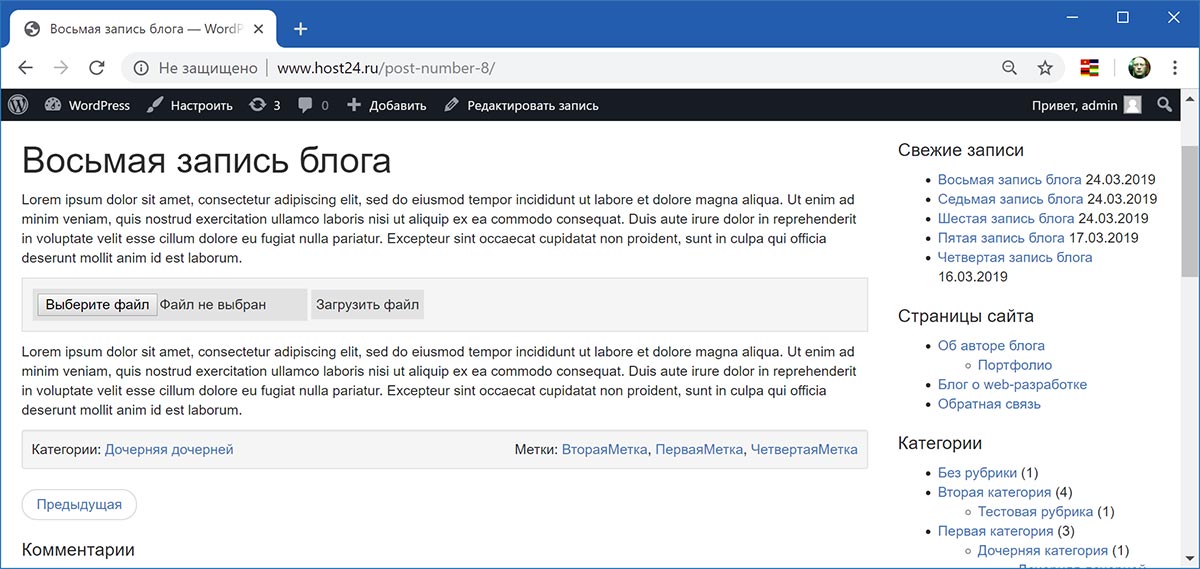 Восьмая запись блога — WordP
Не защищено
www.host24.ru/post-number-8/
WordPress Настроить 3 0 Добавить Редактировать запись Привет, admin
Восьмая запись блога
Lorem ipsum dolor sit amet, consectetur adipiscing elit, sed do eiusmod tempor incididunt ut labore et dolore magna aliqua. Ut enim ad
minim veniam, quis nostrud exercitation ullamco laboris nisi ut aliquip ex ea commodo consequat. Duis aute irure dolor in reprehenderit
in voluptate velit esse cillum dolore eu fugiat nulla pariatur. Excepteur sint occaecat cupidatat non proident, sunt in culpa qui officia
deserunt mollit anim id est laborum.
Выберите файл Файл не выбран Загрузить файл
Lorem ipsum dolor sit amet, consectetur adipiscing elit, sed do eiusmod tempor incididunt ut labore et dolore magna aliqua. Ut enim ad
minim veniam, quis nostrud exercitation ullamco laboris nisi ut aliquip ex ea commodo consequat. Duis aute irure dolor in reprehenderit
in voluptate velit esse cillum dolore eu fugiat nulla pariatur. Excepteur sint occaecat cupidatat non proident, sunt in culpa qui officia
deserunt mollit anim id est laborum.
Категории: Дочерняя дочерней Метки: ВтораяМетка, ПерваяМетка, ЧетвертаяМетка
Предыдущая
Комментарии
Свежие записи
Восьмая запись блога 24.03.2019
Седьмая запись блога 24.03.2019
Шестая запись блога 24.03.2019
Пятая запись блога 17.03.2019
Четвертая запись блога
16.03.2019
Страницы сайта
Об авторе блога
Портфолио
Блог о web-разработке
Обратная связь
Категории
Без рубрики (1)
Вторая категория (4)
Тестовая рубрика (1)
Первая категория (3)
Дочерняя категория (1)